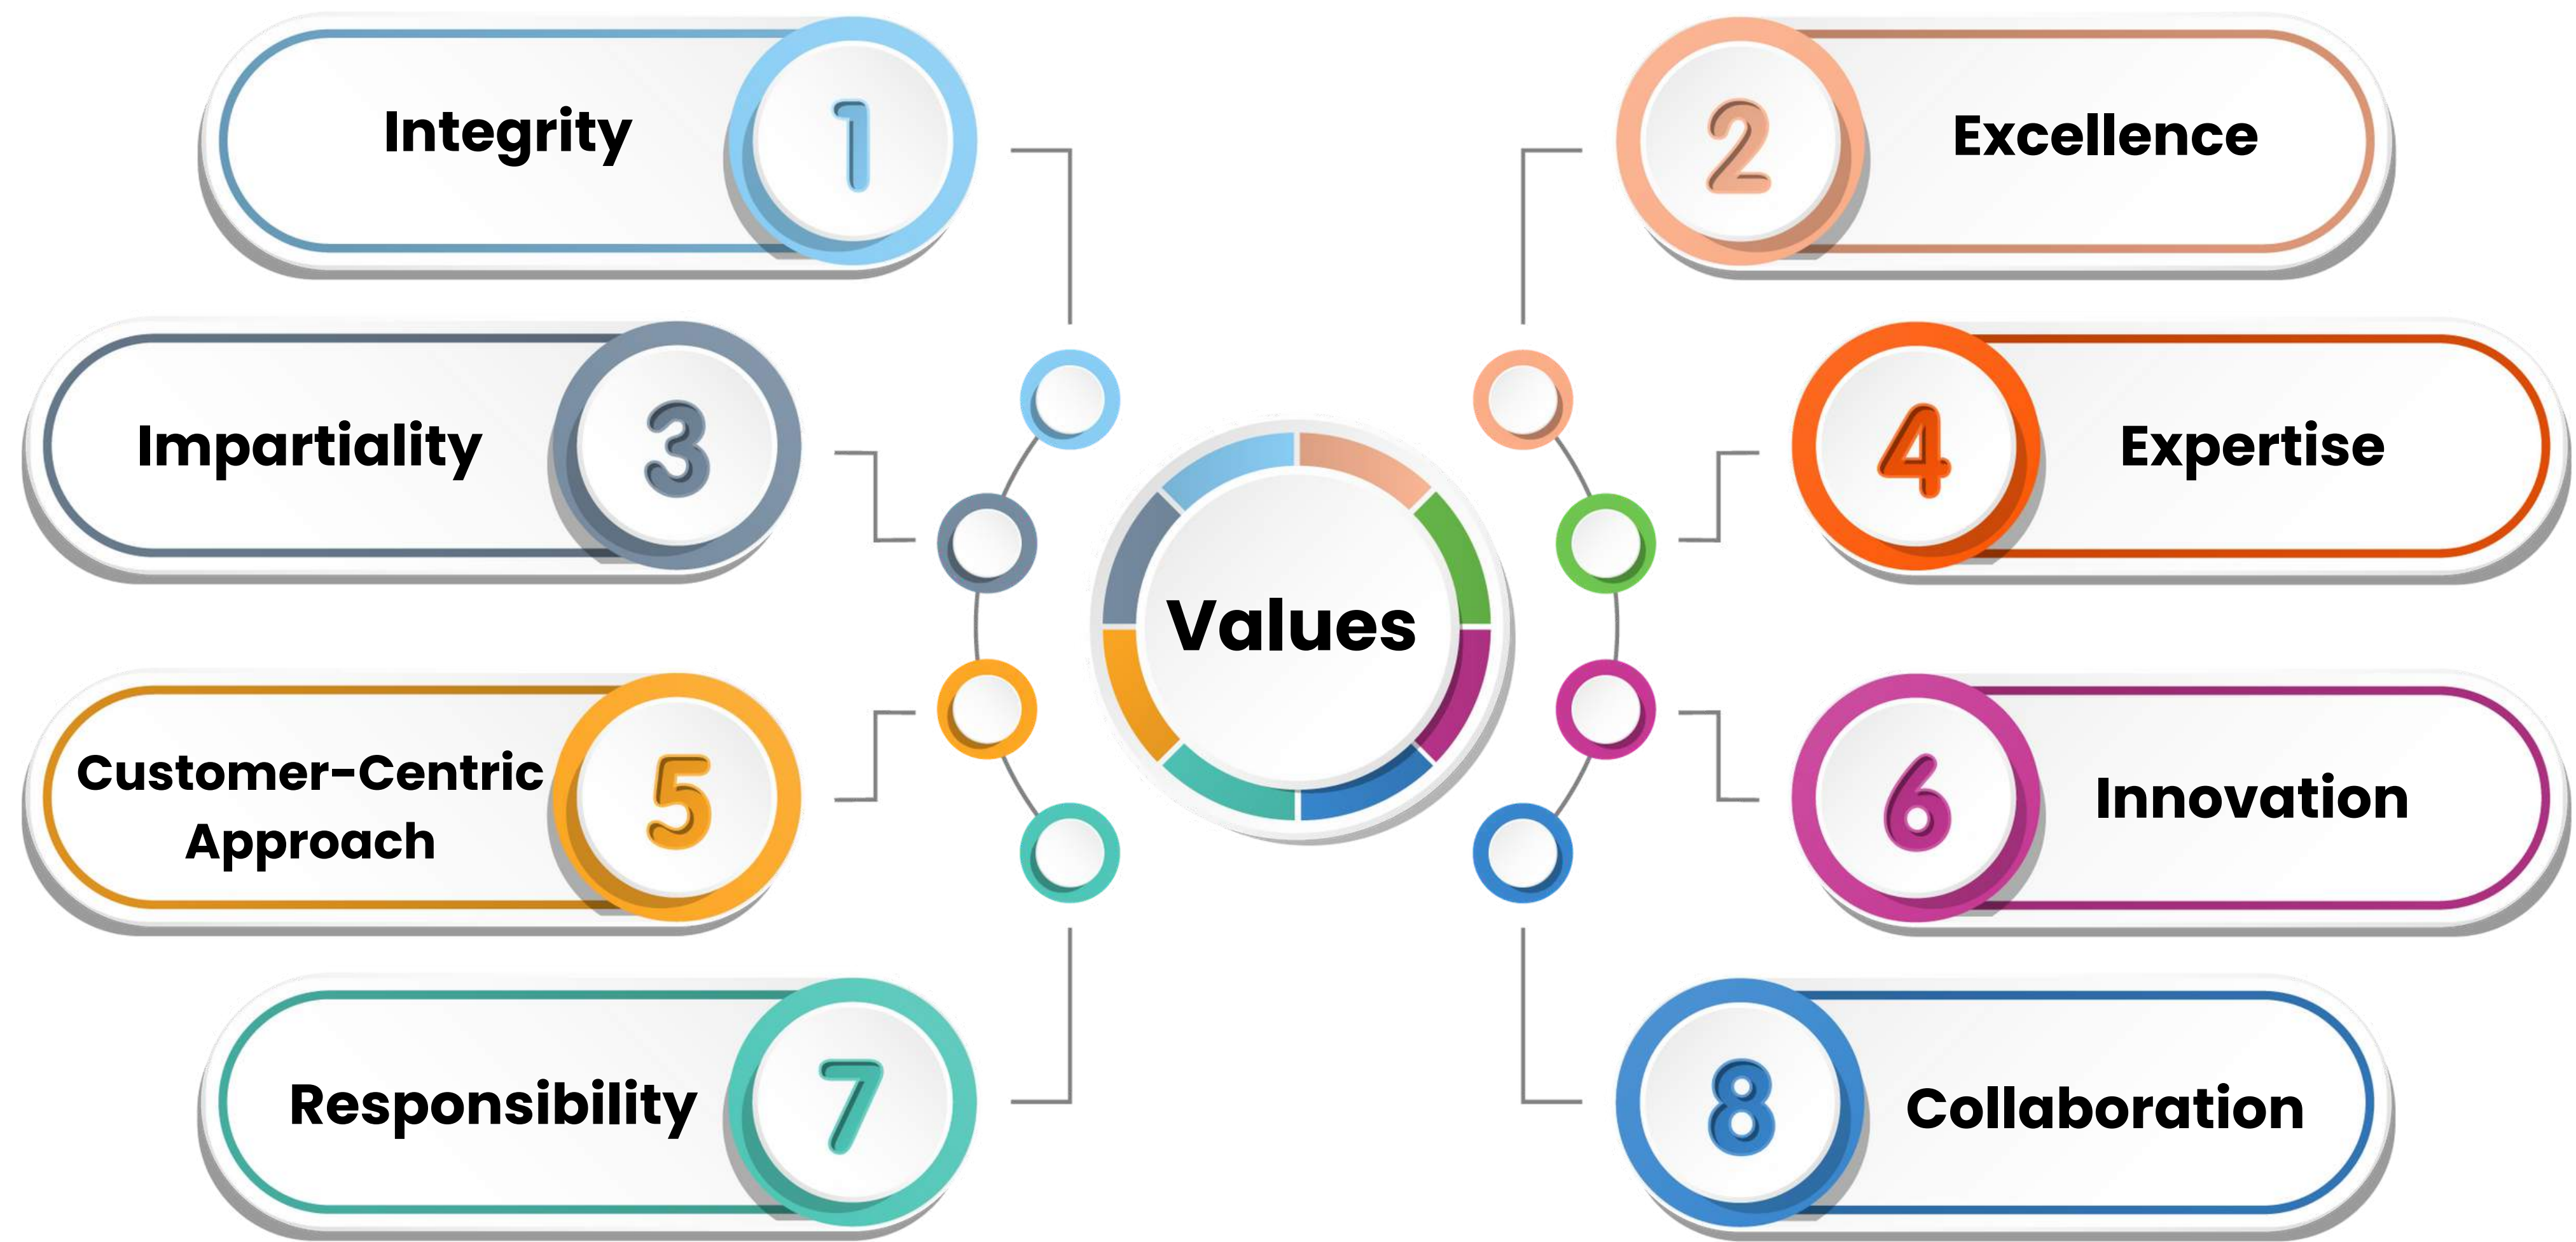 Integrity
1
2
Excellence
Impartiality
3
4
Expertise
Values
Customer-Centric
Approach
5
6
Innovation
Responsibility
7
8
Collaboration